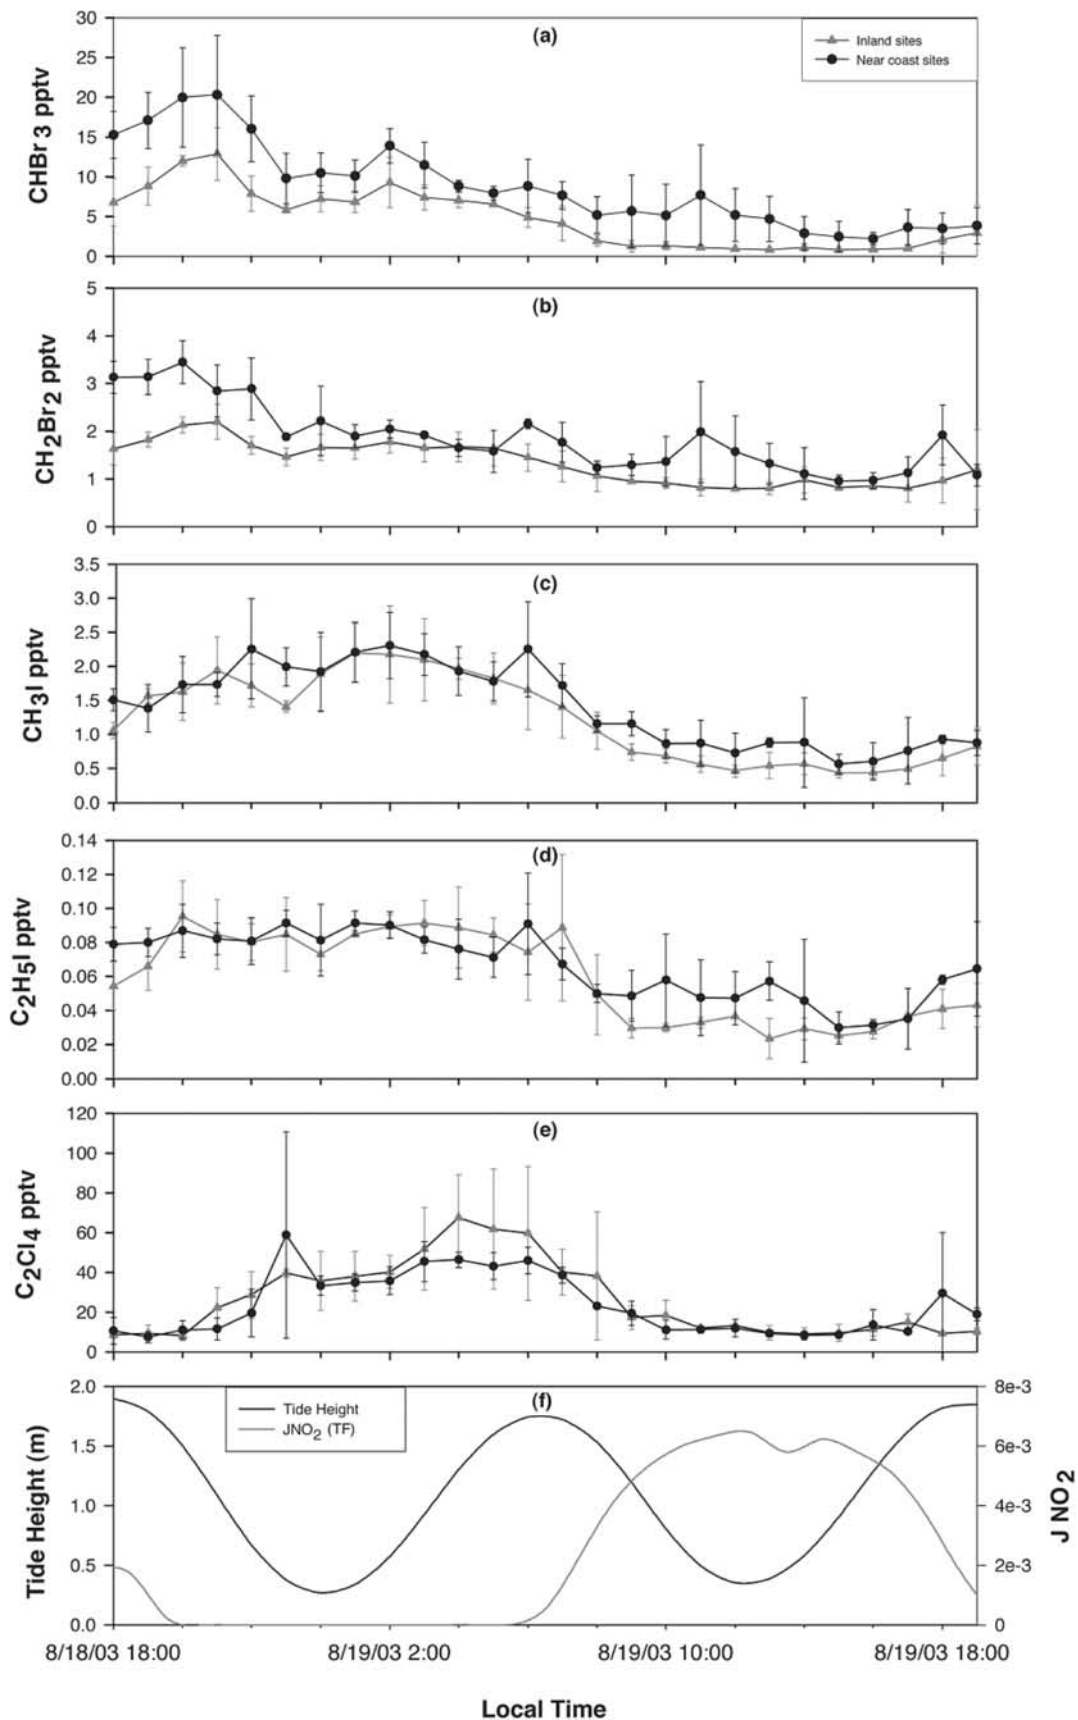 30
25
20
15
10
5
0
CHBr3 pptv
(a)
Inland sites
Near coast sites
5
4
3
2
1
0
CH2Br2 pptv
(b)
3.5
3.0
2.5
2.0
1.5
1.0
0.5
0.0
CH3I pptv
(c)
0.14
0.12
0.10
0.08
0.06
0.04
0.02
0.00
C2H5I pptv
(d)
120
100
80
60
40
20
0
C2Cl4 pptv
(e)
2.0
1.5
1.0
0.5
0.0
Tide Height (m)
(f)
Tide Height
JNO2 (TF)
8e-3
6e-3
4e-3
2e-3
0
J NO2
8/18/03 18:00 8/19/03 2:00 8/19/03 10:00 8/19/03 18:00
Local Time